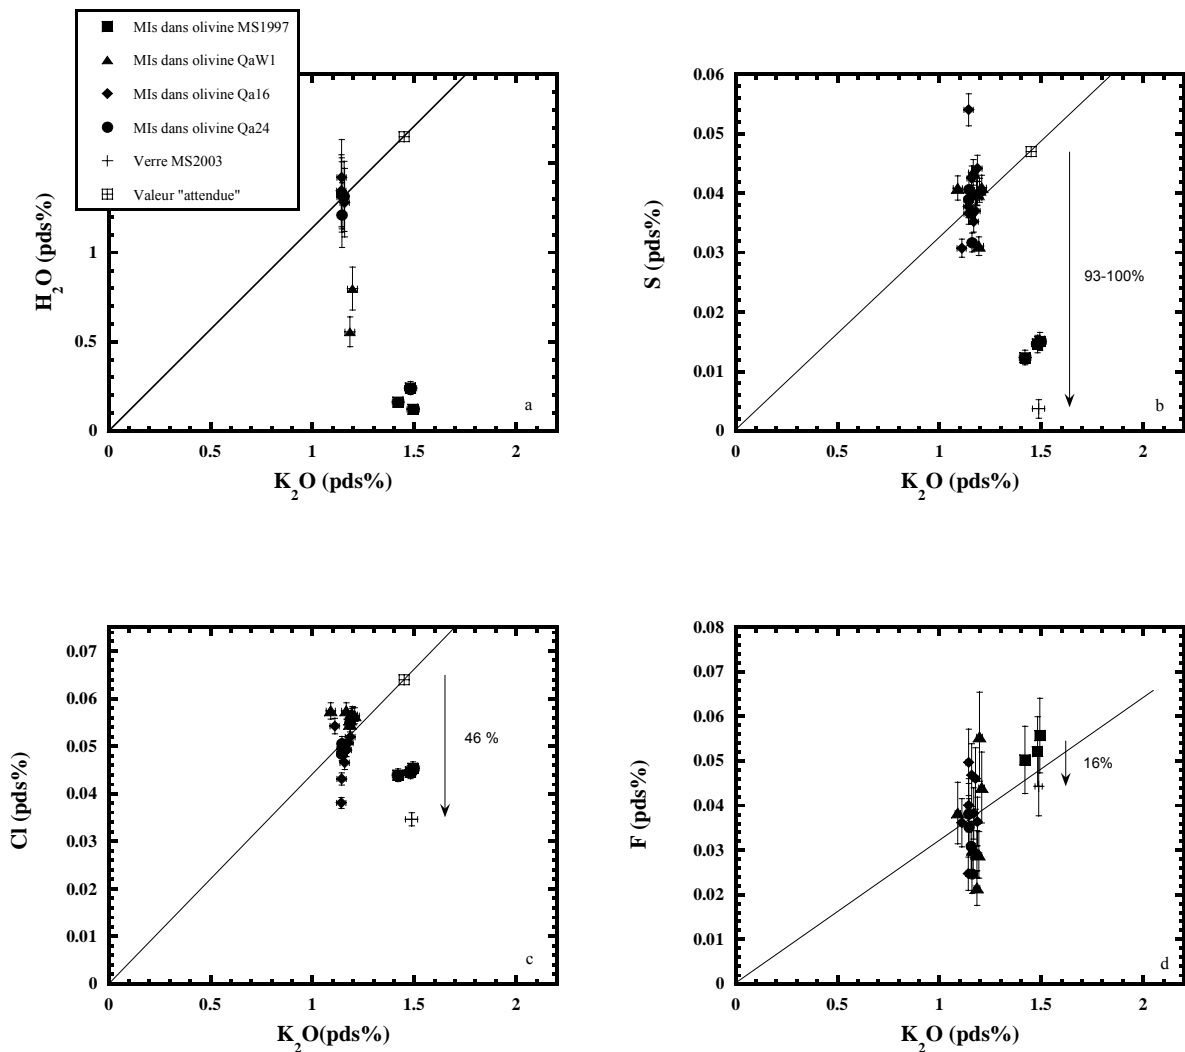 MIs dans olivine MS1997
MIs dans olivine QaW1
MIs dans olivine Qa16
MIs dans olivine Qa24
Verre MS2003
Valeur "attendue"
H2O (pds%)
1
0.5
0
0 0.5 1 1.5 2
K2O (pds%)
a
S (pds%)
0.06
0.05
0.04
0.03
0.02
0.01
0
0 0.5 1 1.5 2
K2O (pds%)
93-100%
b
Cl (pds%)
0.07
0.06
0.05
0.04
0.03
0.02
0.01
0
0 0.5 1 1.5 2
K2O(pds%)
46 %
c
F (pds%)
0.08
0.07
0.06
0.05
0.04
0.03
0.02
0.01
0
0 0.5 1 1.5 2
K2O (pds%)
16%
d